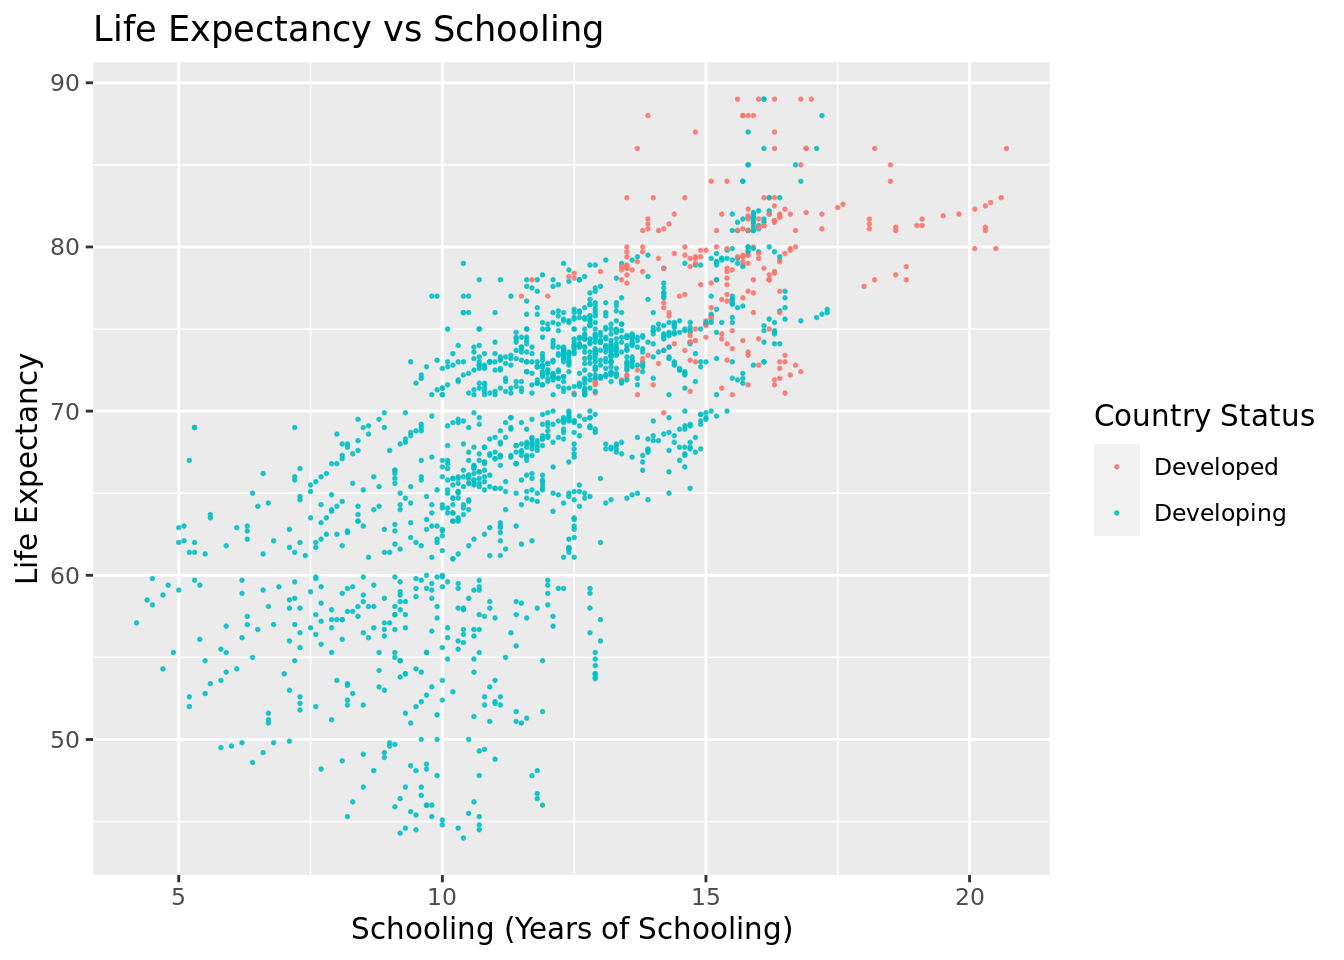 Life Expectancy vs Schooling
90
80
70
60
50
Life Expectancy
5
10
15
20
Schooling (Years of Schooling)
Country Status
Developed
Developing